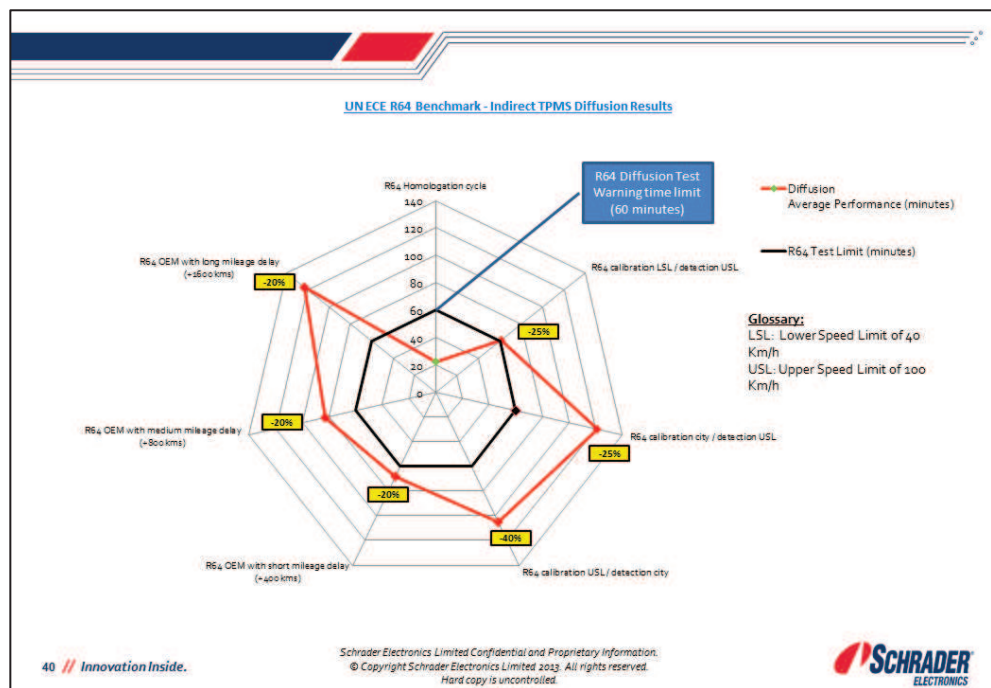 UN ECE R64 Benchmark - Indirect TPMS Diffusion Results
R64 Diffusion Test
Warning time limit
(60 minutes)
R64 Homologation cycle
140
120
100
80
60
40
20
0
Diffusion
Average Performance (minutes)
R64 Test Limit (minutes)
R64 OEM with long mileage delay
(+1600 kms)
-20%
R64 calibration LSL / detection USL
-25%
Glossary:
LSL: Lower Speed Limit of 40
Km/h
USL: Upper Speed Limit of 100
Km/h
R64 OEM with medium mileage delay
(+800 kms)
-20%
R64 calibration city / detection USL
-25%
-20%
-40%
R64 OEM with short mileage delay
(+400 kms)
R64 calibration USL / detection city
40 // Innovation Inside.
Schrader Electronics Limited Confidential and Proprietary Information.
© Copyright Schrader Electronics Limited 2013. All rights reserved.
Hard copy is uncontrolled.
SCHRADER
ELECTRONICS